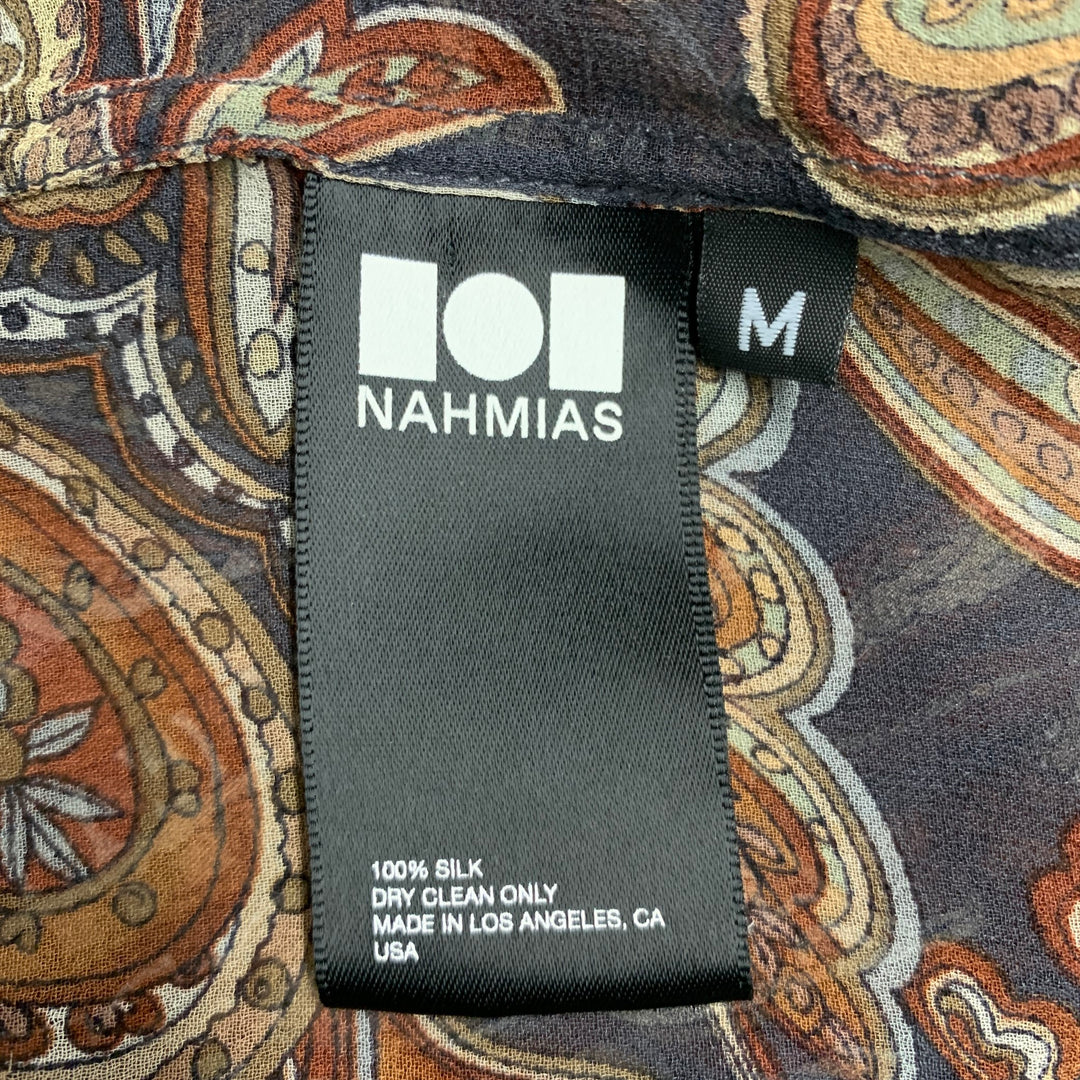 NAHMIAS
M
100% SILK
DRY CLEAN ONLY
MADE IN LOS ANGELES, CA
USA